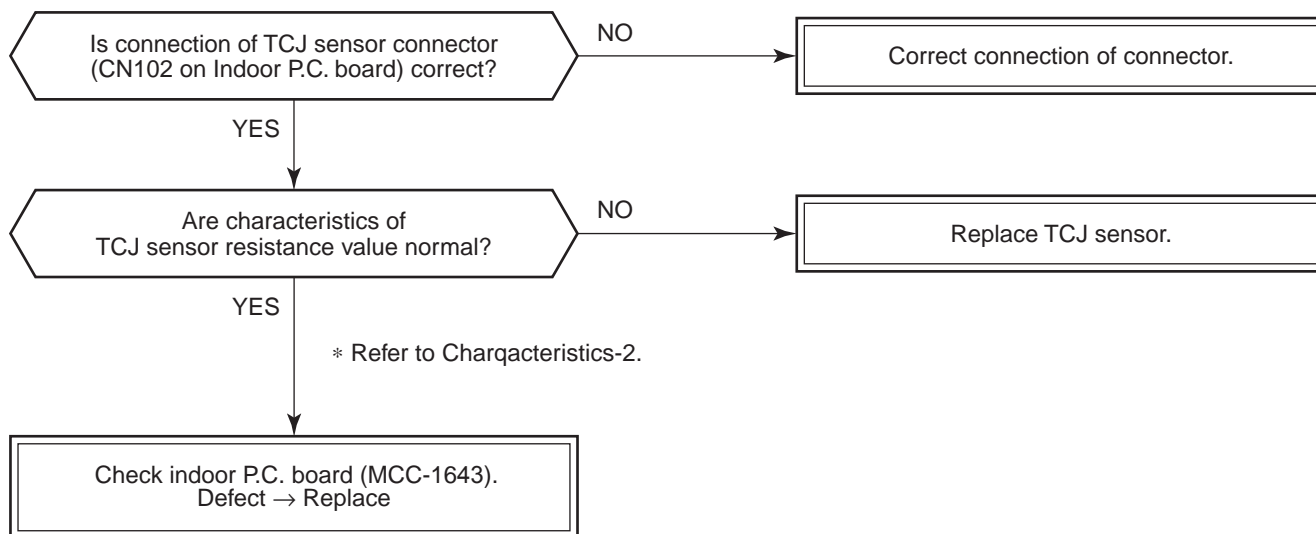 Is connection of TCJ sensor connector
(CN102 on Indoor P.C. board) correct?
NO
Correct connection of connector.
YES
Are characteristics of
TCJ sensor resistance value normal?
NO
Replace TCJ sensor.
YES
* Refer to Charqacteristics-2.
Check indoor P.C. board (MCC-1643).
Defect → Replace